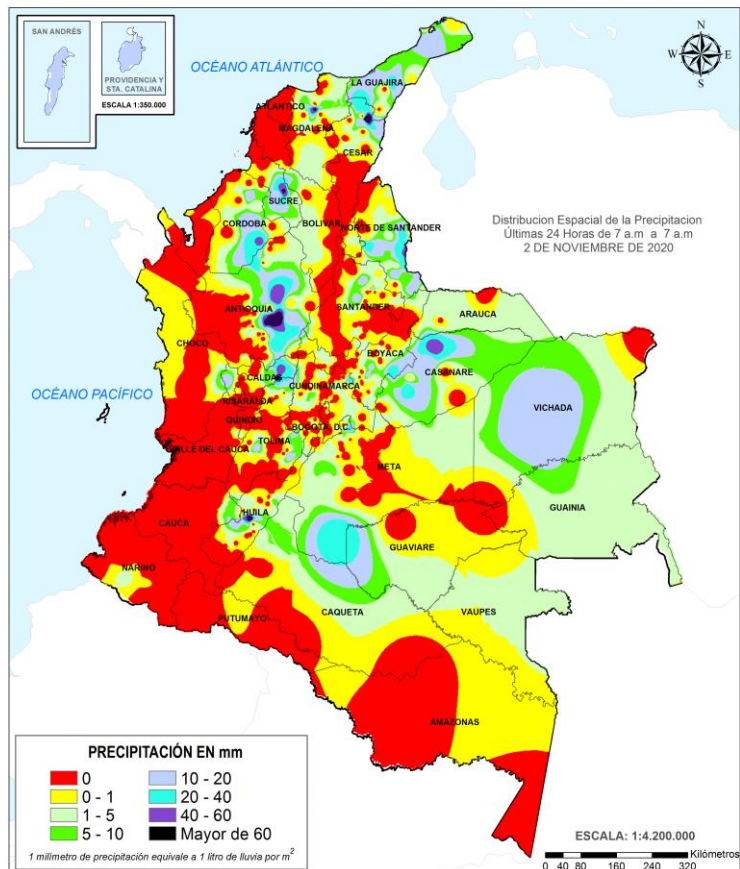 SAN ANDRÉS
PROVIDENCIA Y
STA. CATALINA
ESCALA 1:350.000
OCÉANO ATLÁNTICO
N
W
E
S
LA GUAJIRA
ATLANTICO
MAGDALENA
CESAR
SUCRE
CORDOBA
BOLIVAR
NORTE DE SANTANDER
Distribucion Espacial de la Precipitacion
Últimas 24 Horas de 7 a.m a 7 a.m
2 DE NOVIEMBRE DE 2020
ANTIOQUIA
SANTANDER
ARAUCA
CHOCO
BOYACA
CALDAS
CASANARE
CUNDINAMARCA
OCÉANO PACÍFICO
RISARALDA
VICHADA
QUINDIO
BOGOTA D.C.
TOLIMA
VALLE DEL CAUCA
META
GUAINIA
HUILA
CAUCA
GUAVIARE
NARIÑO
CAQUETA
VAUPES
PUTUMAYO
AMAZONAS
PRECIPITACIÓN EN mm
0
10 - 20
0 - 1
20 - 40
1 - 5
40 - 60
5 - 10
Mayor de 60
1 milímetro de precipitación equivale a 1 litro de lluvia por m²
ESCALA: 1:4.200.000
Kilómetros
0 40 80 160 240 320